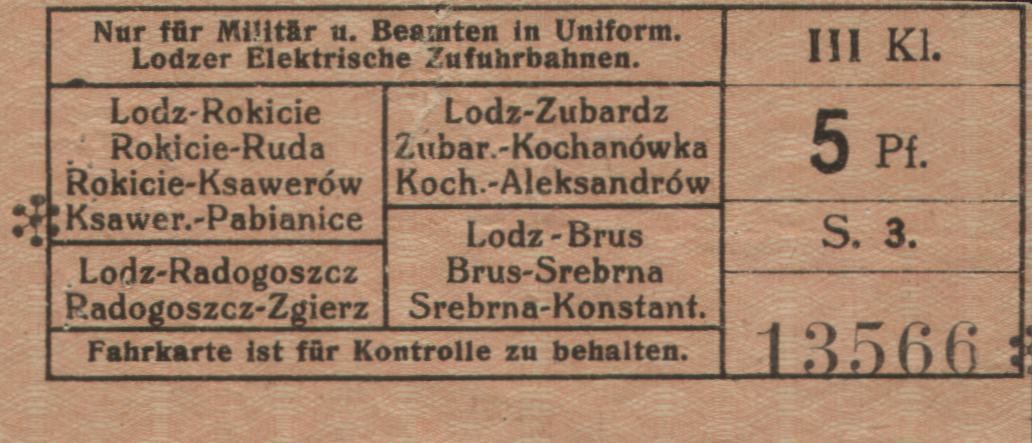 Nur für Militär u. Beamten in Uniform.
Lodzer Elektrische Zufuhrbahnen.
Lodz-Rokicie
Rokicie-Ruda
Rokicie-Ksawerów
Ksawer.-Pabianice
Lodz-Radogoszcz
Radogoszcz-Zgierz
Lodz-Zubardz
Zubar.-Kochanówka
Koch.-Aleksandrów
Lodz-Brus
Brus-Srebrna
Srebrna-Konstant.
Fahrkarte ist für Kontrolle zu behalten.
III Kl.
5 Pf.
S. 3.
13566